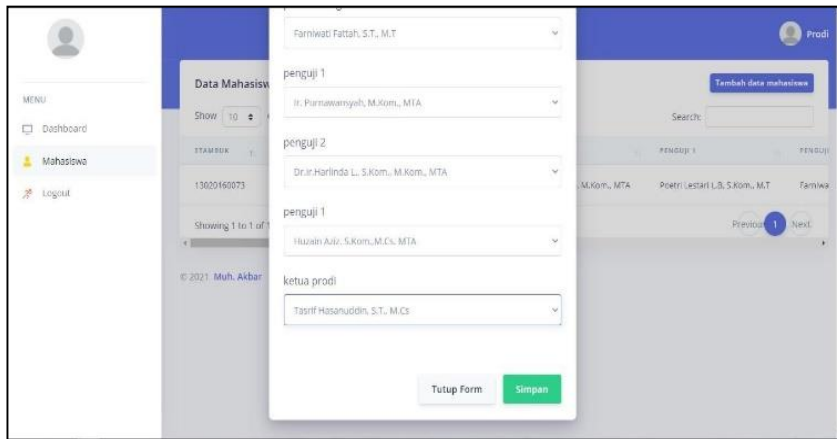 Farniwati Fattah, S.T., M.T
Prodi
penguji 1
Ir. Purnawansyah, M.Kom., MTA
penguji 2
Dr.Ir.Harlinda L., S.Kom., M.Kom., MTA
penguji 1
Huzain Aziz, S.Kom.,M.Cs. MTA
ketua prodi
Tasrif Hasanuddin, S.T., M.Cs
Tutup Form Simpan
MENU
Dashboard
Mahasiswa
Logout
Data Mahasisw
Tambah data mahasiswa
Show 10
Search:
STAMBUK PENGUJI 1 PENGUJI
13020160073 , M.Kom., MTA Poetri Lestari L.B, S.Kom., M.T Farniwa
Showing 1 to 1 of 1
Previous 1 Next
© 2021 Muh. Akbar